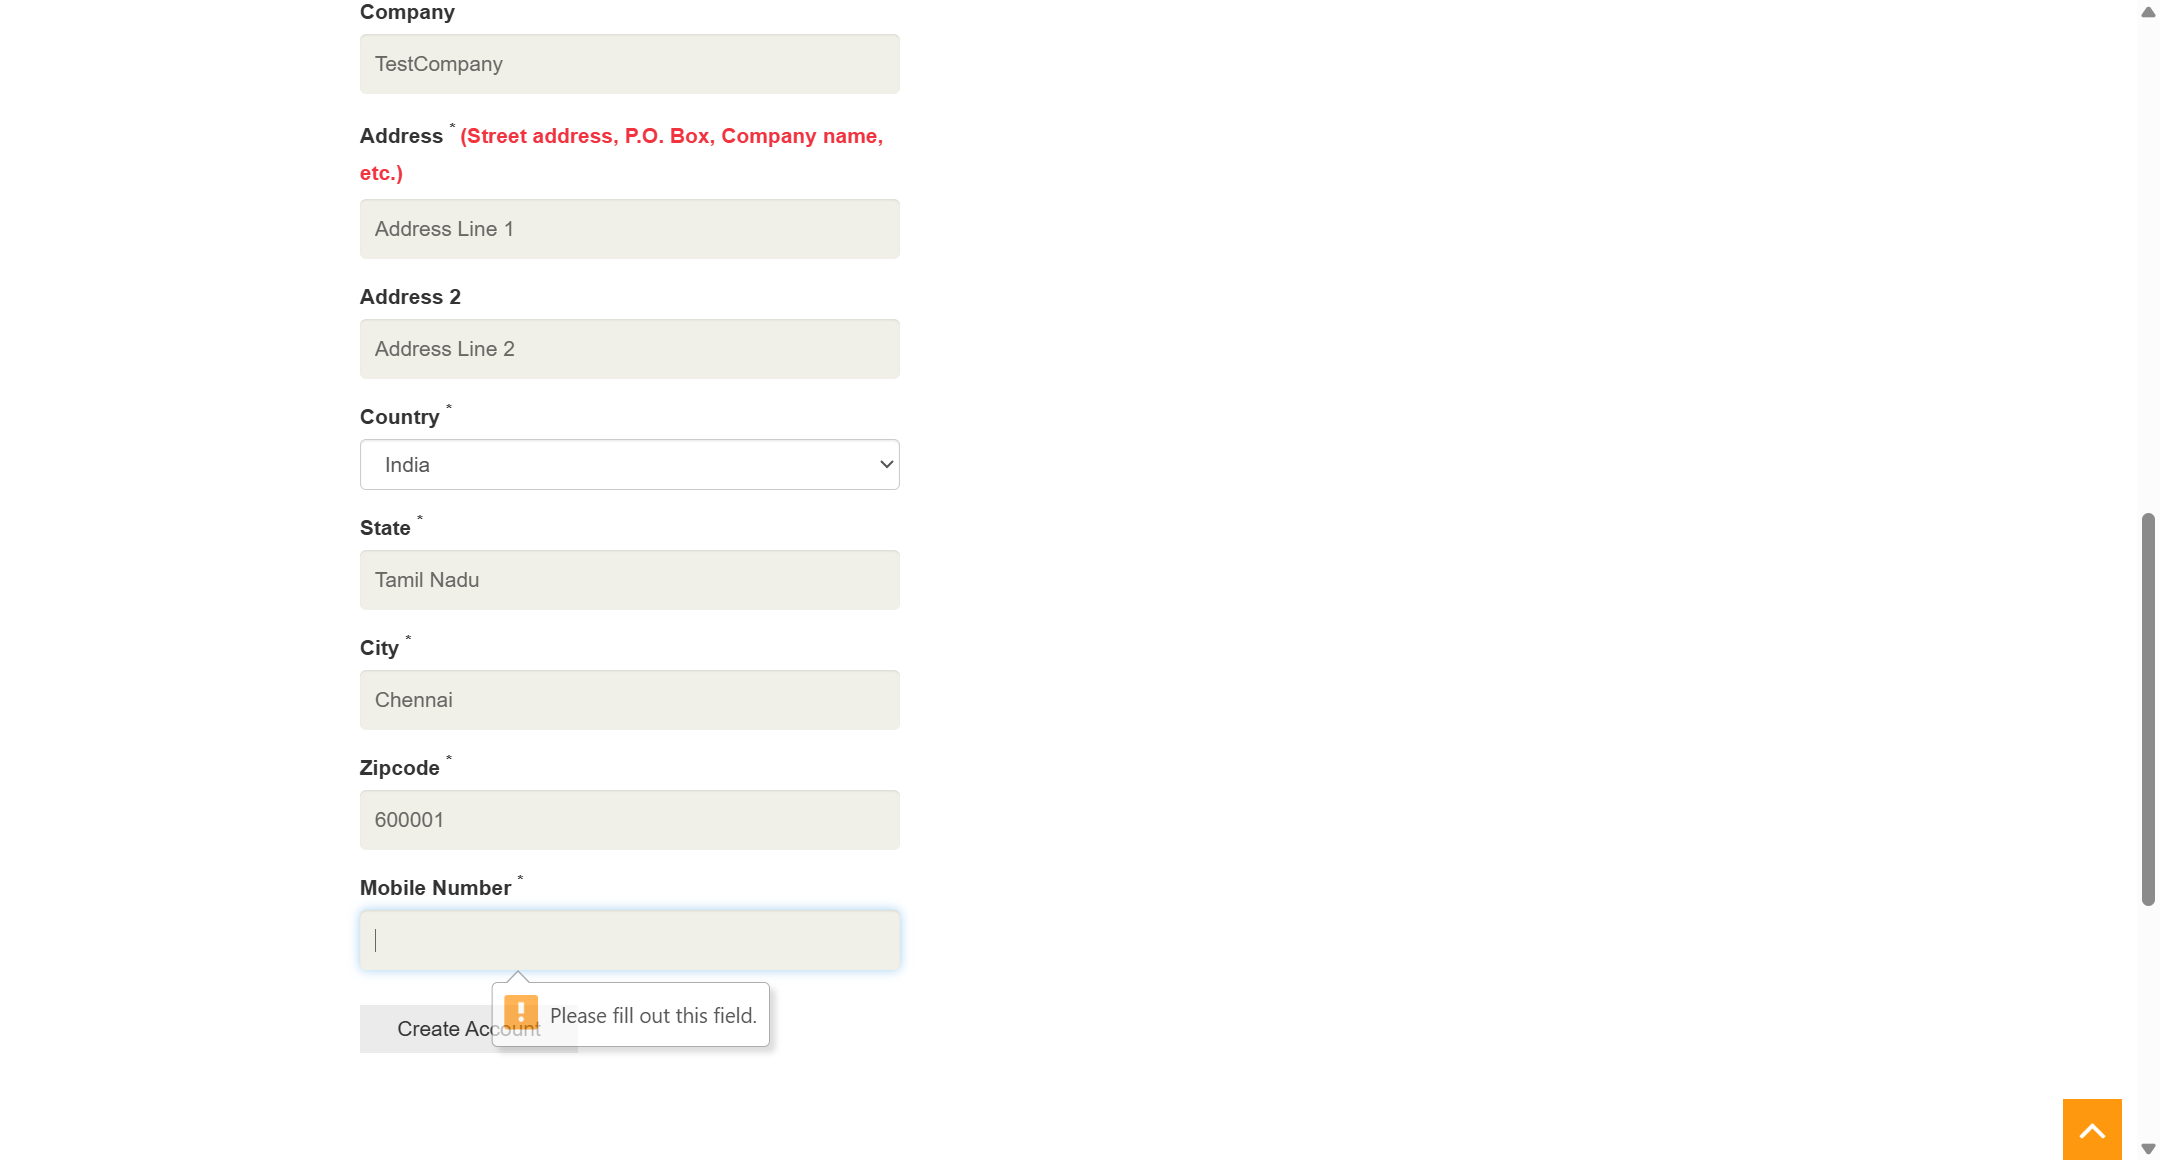 Company
TestCompany
Address * (Street address, P.O. Box, Company name,
etc.)
Address Line 1
Address 2
Address Line 2
Country *
India
State *
Tamil Nadu
City *
Chennai
Zipcode *
600001
Mobile Number *
Please fill out this field.
Create Account